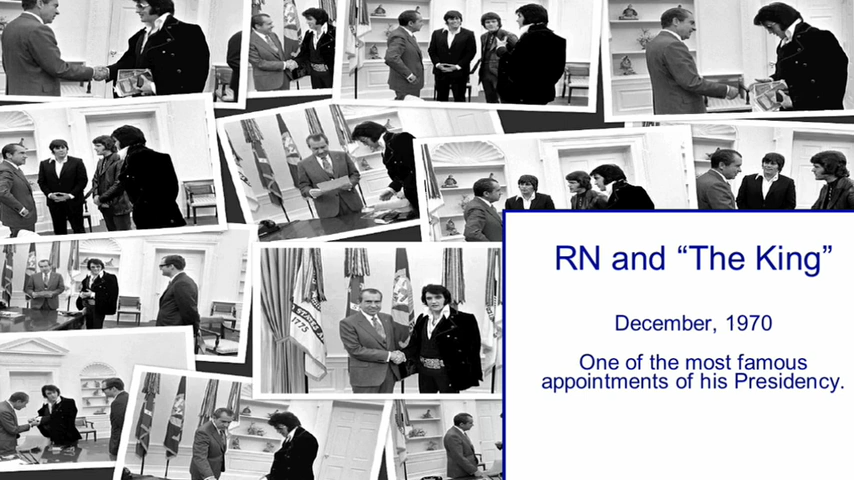 RN and “The King”
December, 1970
One of the most famous
appointments of his Presidency.